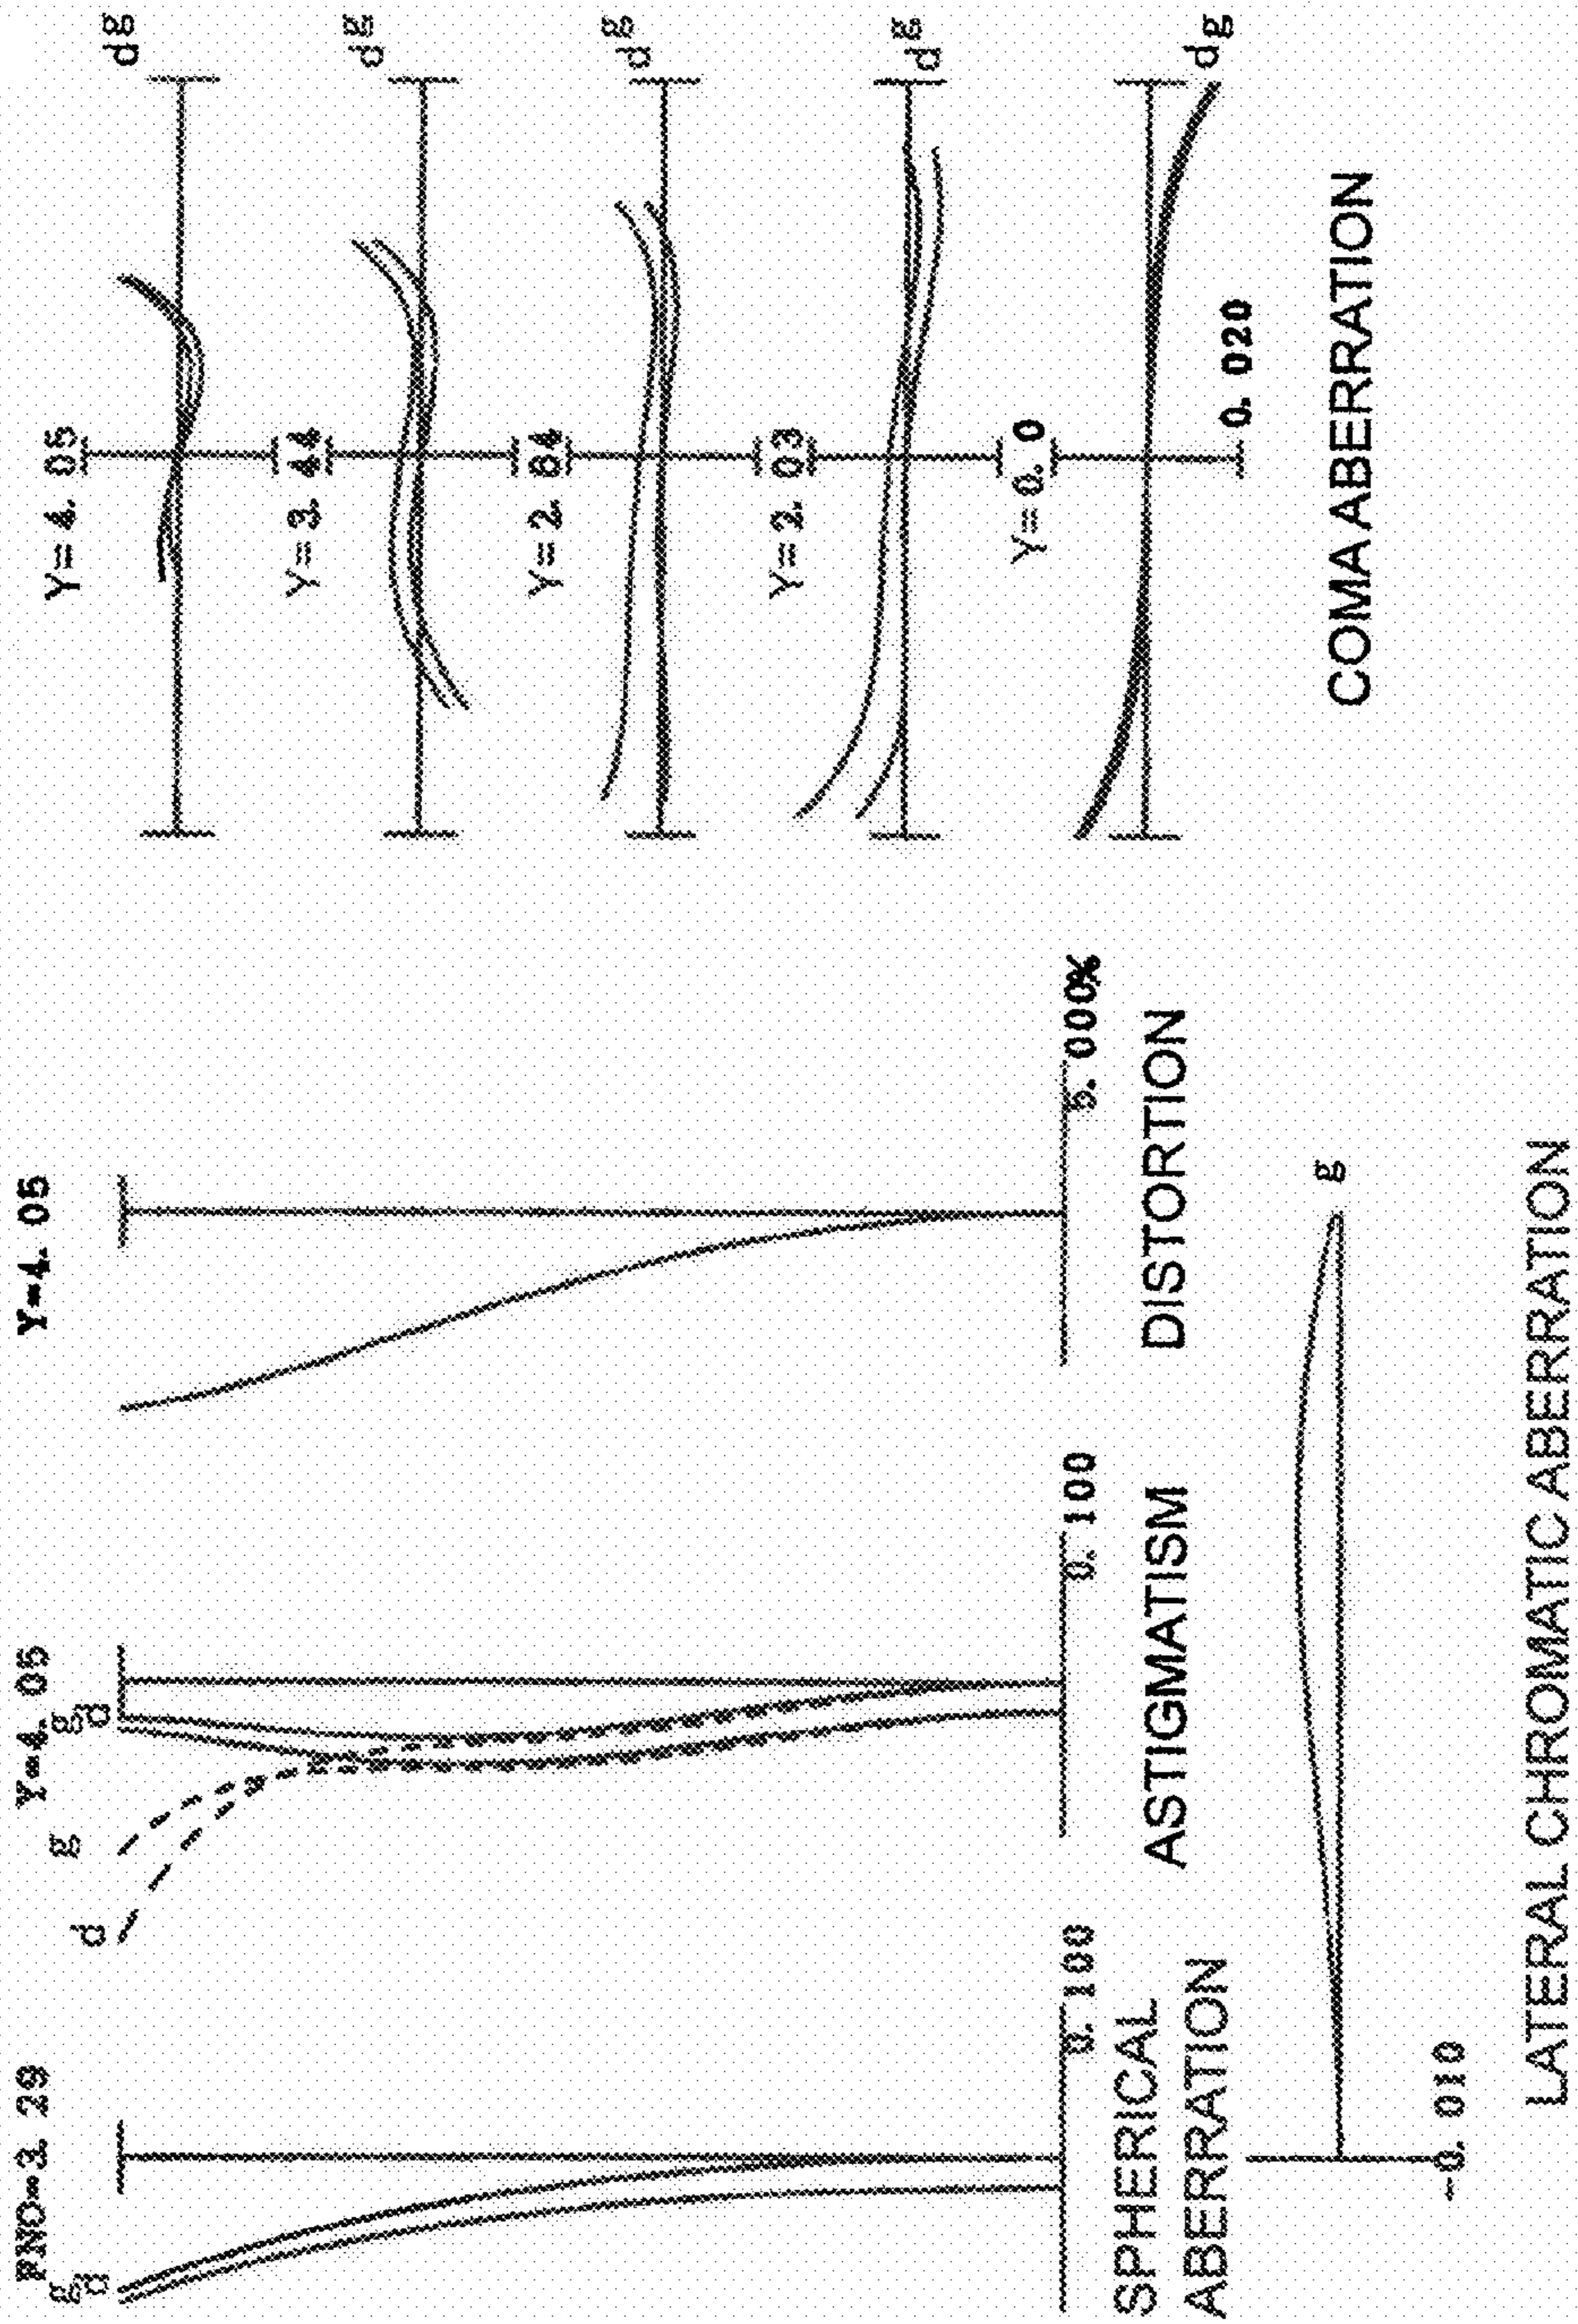 FNO=3.29
g
d
SPHERICAL
ABERRATION
0.100
Y=4.05
d
g
g
d
0.100
ASTIGMATISM
Y=4.05
5.000%
DISTORTION
Y=4.05
g
d
Y=3.44
g
d
Y=2.84
g
d
Y=2.03
g
d
Y=0.0
g
d
0.020
COMA ABERRATION
g
-0.010
LATERAL CHROMATIC ABERRATION